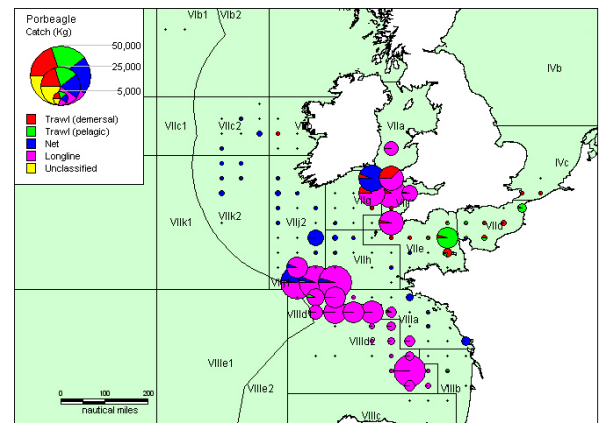 Porbeagle
Catch (Kg)
50,000
25,000
5,000
Trawl (demersal)
Trawl (pelagic)
Net
Longline
Unclassified
VIb1
VIb2
IVb
VIIc1
VIIc2
VIIa
IVc
VIIg
VIIk1
VIIk2
VIIj2
VIId
VIIe
VIIh
VIIId
VIIIa
VIIId2
VIIIe1
VIIIe2
VIIIb
VIIIc
0
100
200
nautical miles